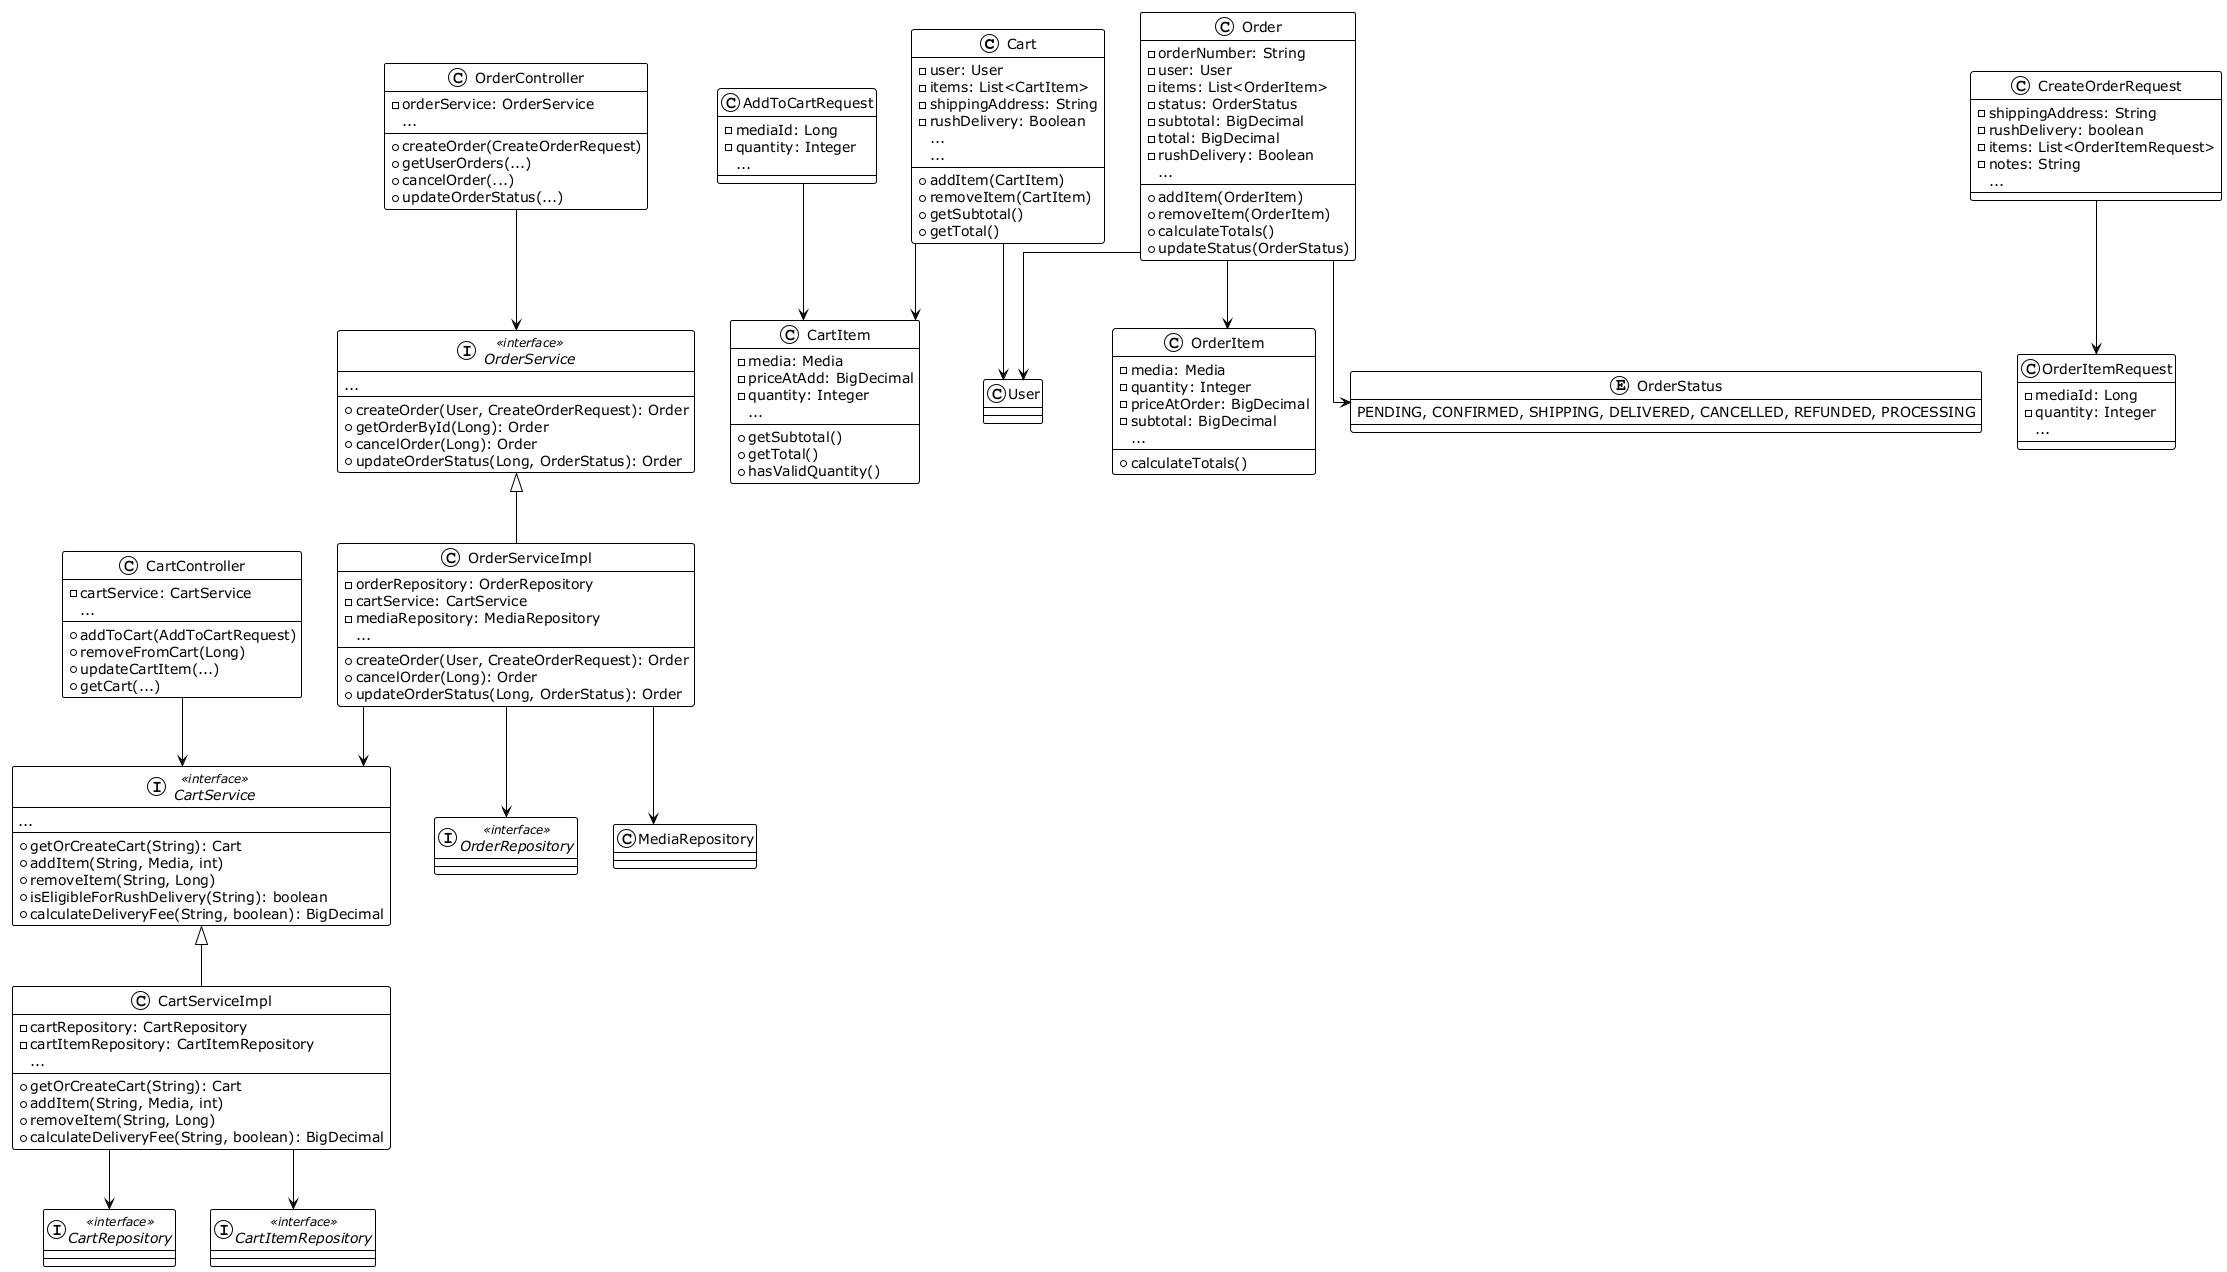 C OrderController
orderService: OrderService
...
createOrder(CreateOrderRequest)
getUserOrders(...)
cancelOrder(...)
updateOrderStatus(...)
C AddToCartRequest
mediaId: Long
quantity: Integer
...
C Cart
user: User
items: List<CartItem>
shippingAddress: String
rushDelivery: Boolean
...
...
addItem(CartItem)
removeItem(CartItem)
getSubtotal()
getTotal()
C Order
orderNumber: String
user: User
items: List<OrderItem>
status: OrderStatus
subtotal: BigDecimal
total: BigDecimal
rushDelivery: Boolean
...
addItem(OrderItem)
removeItem(OrderItem)
calculateTotals()
updateStatus(OrderStatus)
C CreateOrderRequest
shippingAddress: String
rushDelivery: boolean
items: List<OrderItemRequest>
notes: String
...
«interface»
I OrderService
...
createOrder(User, CreateOrderRequest): Order
getOrderById(Long): Order
cancelOrder(Long): Order
updateOrderStatus(Long, OrderStatus): Order
C CartItem
media: Media
priceAtAdd: BigDecimal
quantity: Integer
...
getSubtotal()
getTotal()
hasValidQuantity()
C User
C OrderItem
media: Media
quantity: Integer
priceAtOrder: BigDecimal
subtotal: BigDecimal
...
calculateTotals()
E OrderStatus
PENDING, CONFIRMED, SHIPPING, DELIVERED, CANCELLED, REFUNDED, PROCESSING
C OrderItemRequest
mediaId: Long
quantity: Integer
...
C CartController
cartService: CartService
...
addToCart(AddToCartRequest)
removeFromCart(Long)
updateCartItem(...)
getCart(...)
C OrderServiceImpl
orderRepository: OrderRepository
cartService: CartService
mediaRepository: MediaRepository
...
createOrder(User, CreateOrderRequest): Order
cancelOrder(Long): Order
updateOrderStatus(Long, OrderStatus): Order
«interface»
I CartService
...
getOrCreateCart(String): Cart
addItem(String, Media, int)
removeItem(String, Long)
isEligibleForRushDelivery(String): boolean
calculateDeliveryFee(String, boolean): BigDecimal
«interface»
I OrderRepository
C MediaRepository
C CartServiceImpl
cartRepository: CartRepository
cartItemRepository: CartItemRepository
...
getOrCreateCart(String): Cart
addItem(String, Media, int)
removeItem(String, Long)
calculateDeliveryFee(String, boolean): BigDecimal
«interface»
I CartRepository
«interface»
I CartItemRepository